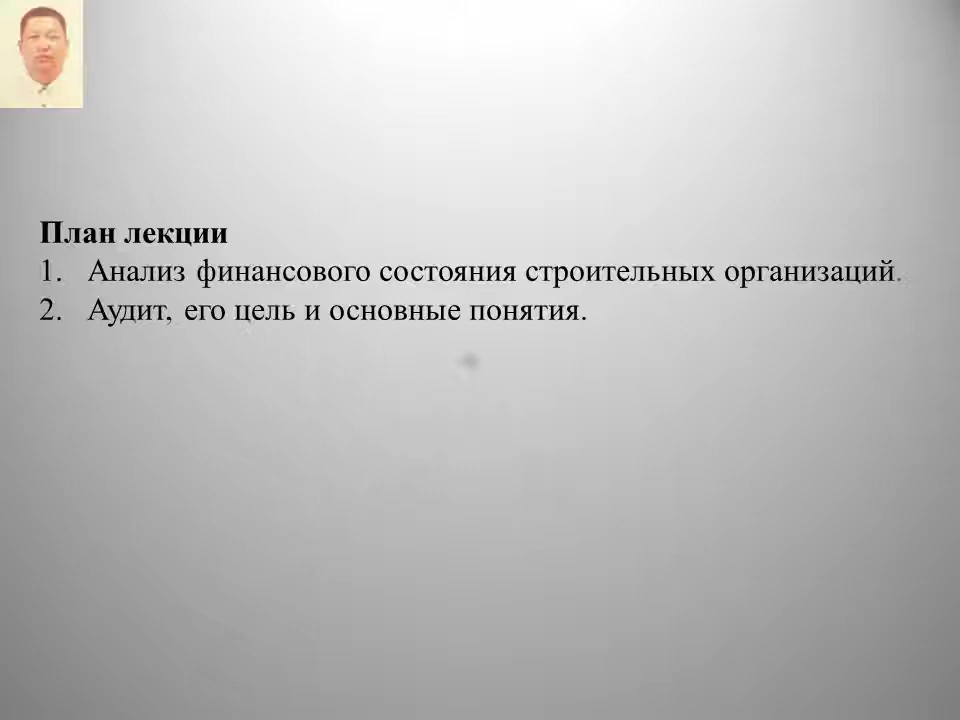 План лекции
1. Анализ финансового состояния строительных организаций.
2. Аудит, его цель и основные понятия.